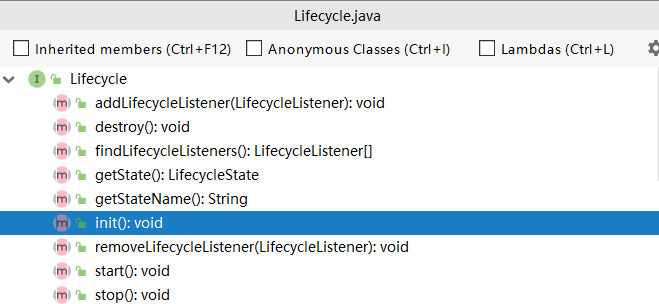 Lifecycle.java
Inherited members (Ctrl+F12) Anonymous Classes (Ctrl+I) Lambdas (Ctrl+L)
I Lifecycle
m addLifecycleListener(LifecycleListener): void
m destroy(): void
m findLifecycleListeners(): LifecycleListener[]
m getState(): LifecycleState
m getStateName(): String
m init(): void
m removeLifecycleListener(LifecycleListener): void
m start(): void
m stop(): void